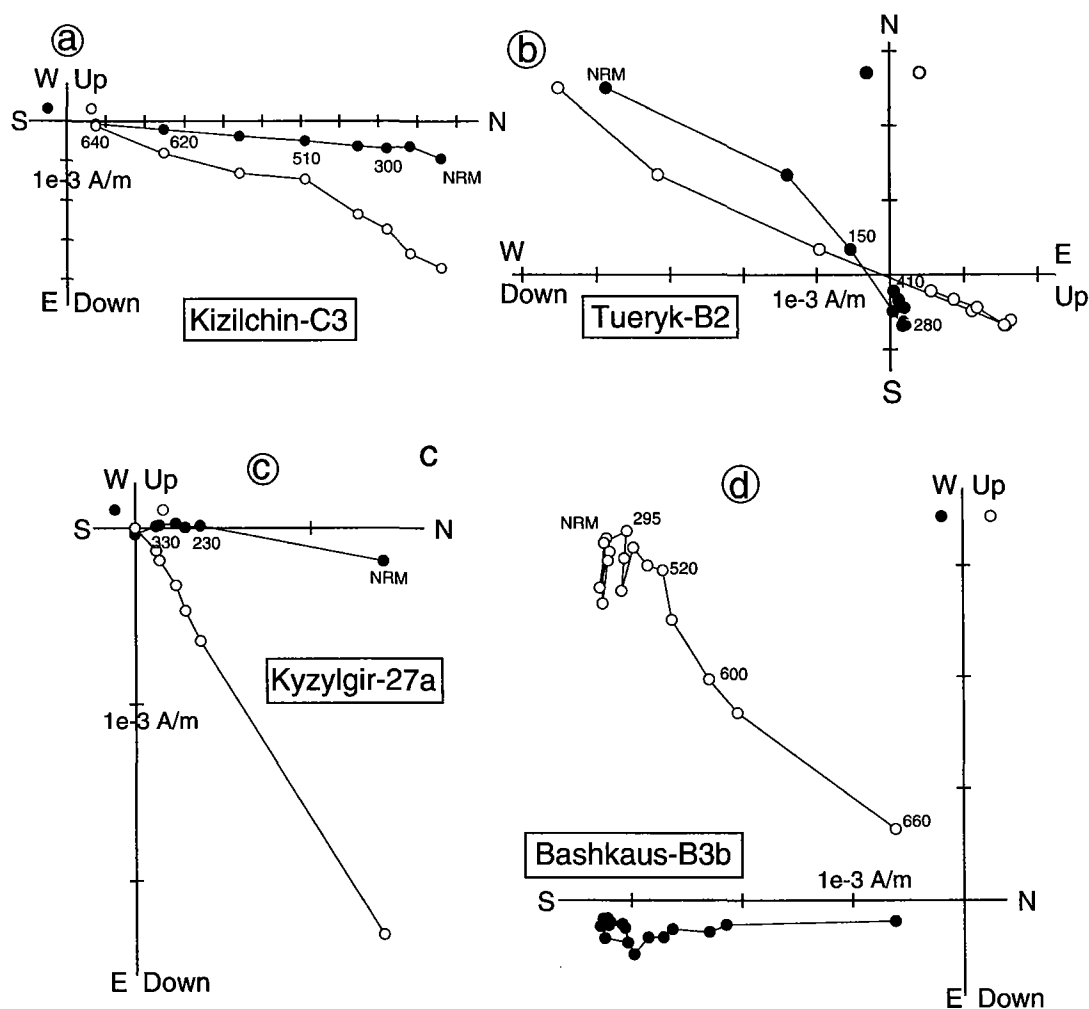 a
W Up
S
N
640
620
510
300
NRM
1e-3 A/m
E Down
Kizilchin-C3
b
N
NRM
150
W
E
410
Down
1e-3 A/m
Up
280
Tueryk-B2
S
c
c
W Up
S
N
330
230
NRM
Kyzylgir-27a
1e-3 A/m
E Down
d
W Up
NRM
295
520
600
660
Bashkaus-B3b
1e-3 A/m
S
N
E Down